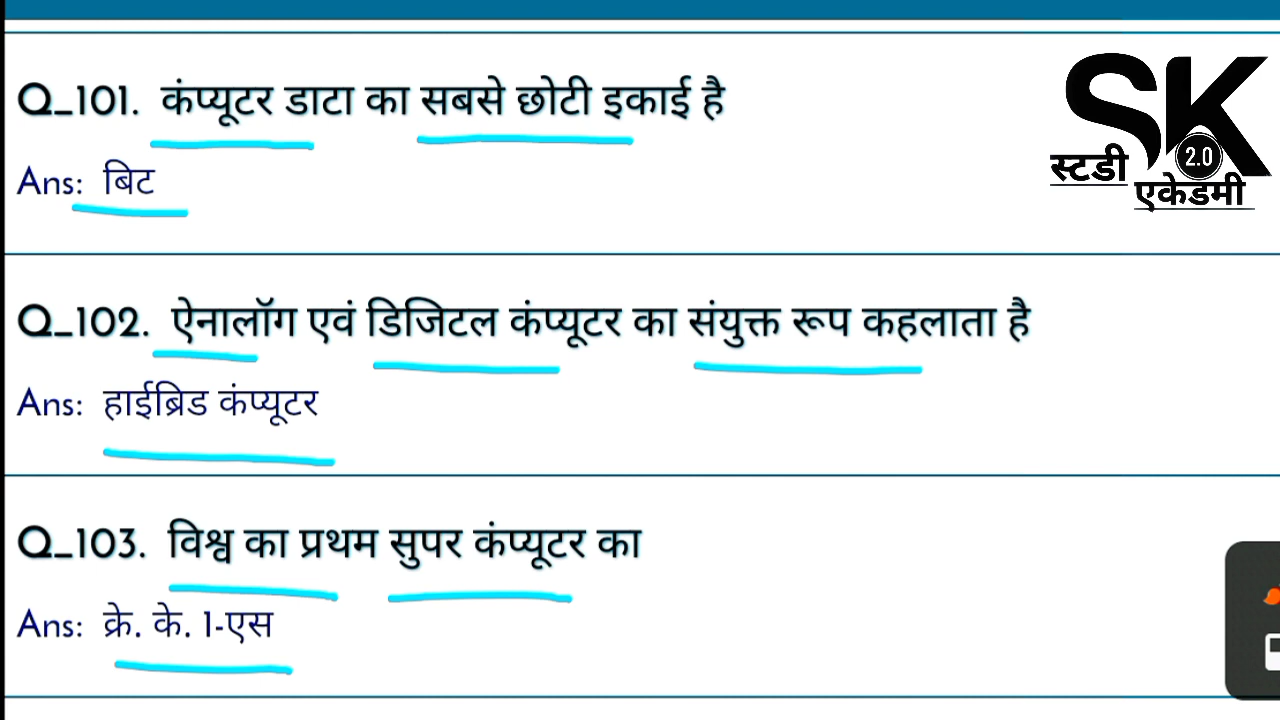 Q_101. कंप्यूटर डाटा का सबसे छोटी इकाई है
Ans: बिट
SK
2.0
स्टडी
एकेडमी
Q_102. ऐनालॉग एवं डिजिटल कंप्यूटर का संयुक्त रूप कहलाता है
Ans: हाईब्रिड कंप्यूटर
Q_103. विश्व का प्रथम सुपर कंप्यूटर का
Ans: क्रे. के. 1-एस